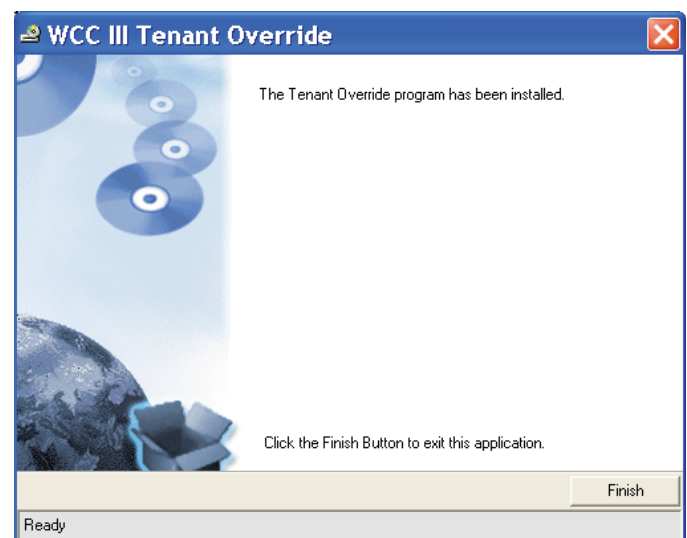 WCC III Tenant Override
The Tenant Override program has been installed.
Click the Finish Button to exit this application.
Finish
Ready